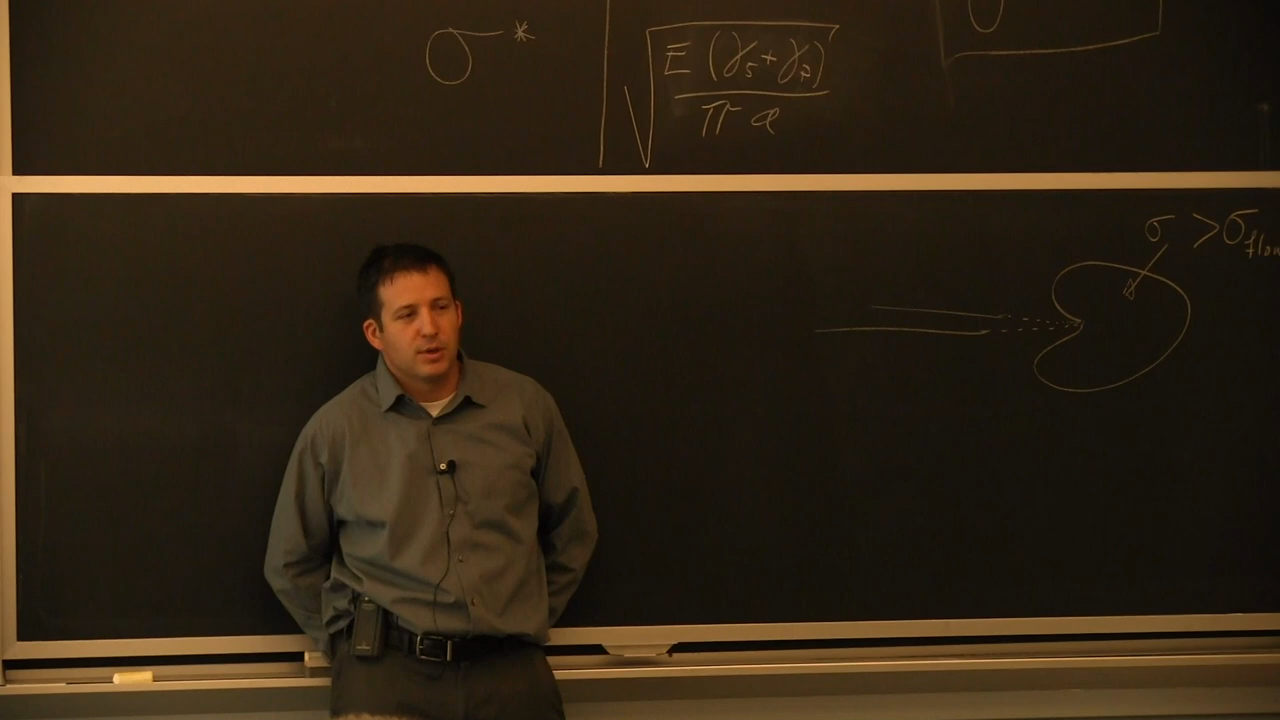 σ*
√(E (γs + γp) / π a)
σ > σflow